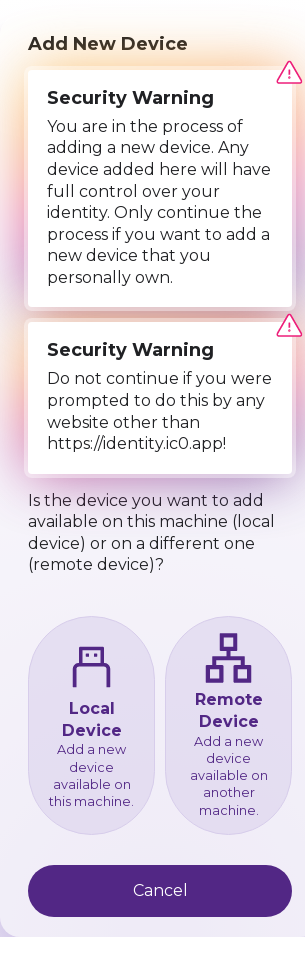 Add New Device
Security Warning
You are in the process of
adding a new device. Any
device added here will have
full control over your
identity. Only continue the
process if you want to add a
new device that you
personally own.
Security Warning
Do not continue if you were
prompted to do this by any
website other than
https://identity.ic0.app!
Is the device you want to add
available on this machine (local
device) or on a different one
(remote device)?
Local
Device
Add a new
device
available on
this machine.
Remote
Device
Add a new
device
available on
another
machine.
Cancel